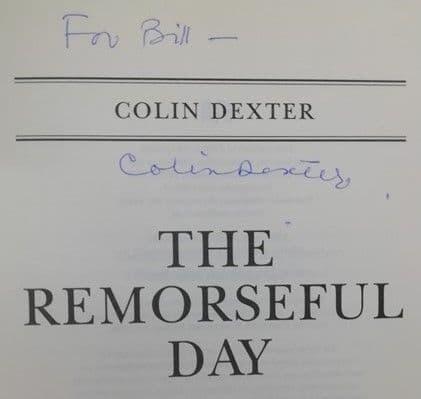 For Bill —
COLIN DEXTER
Colin Dexter
THE
REMORSEFUL
DAY